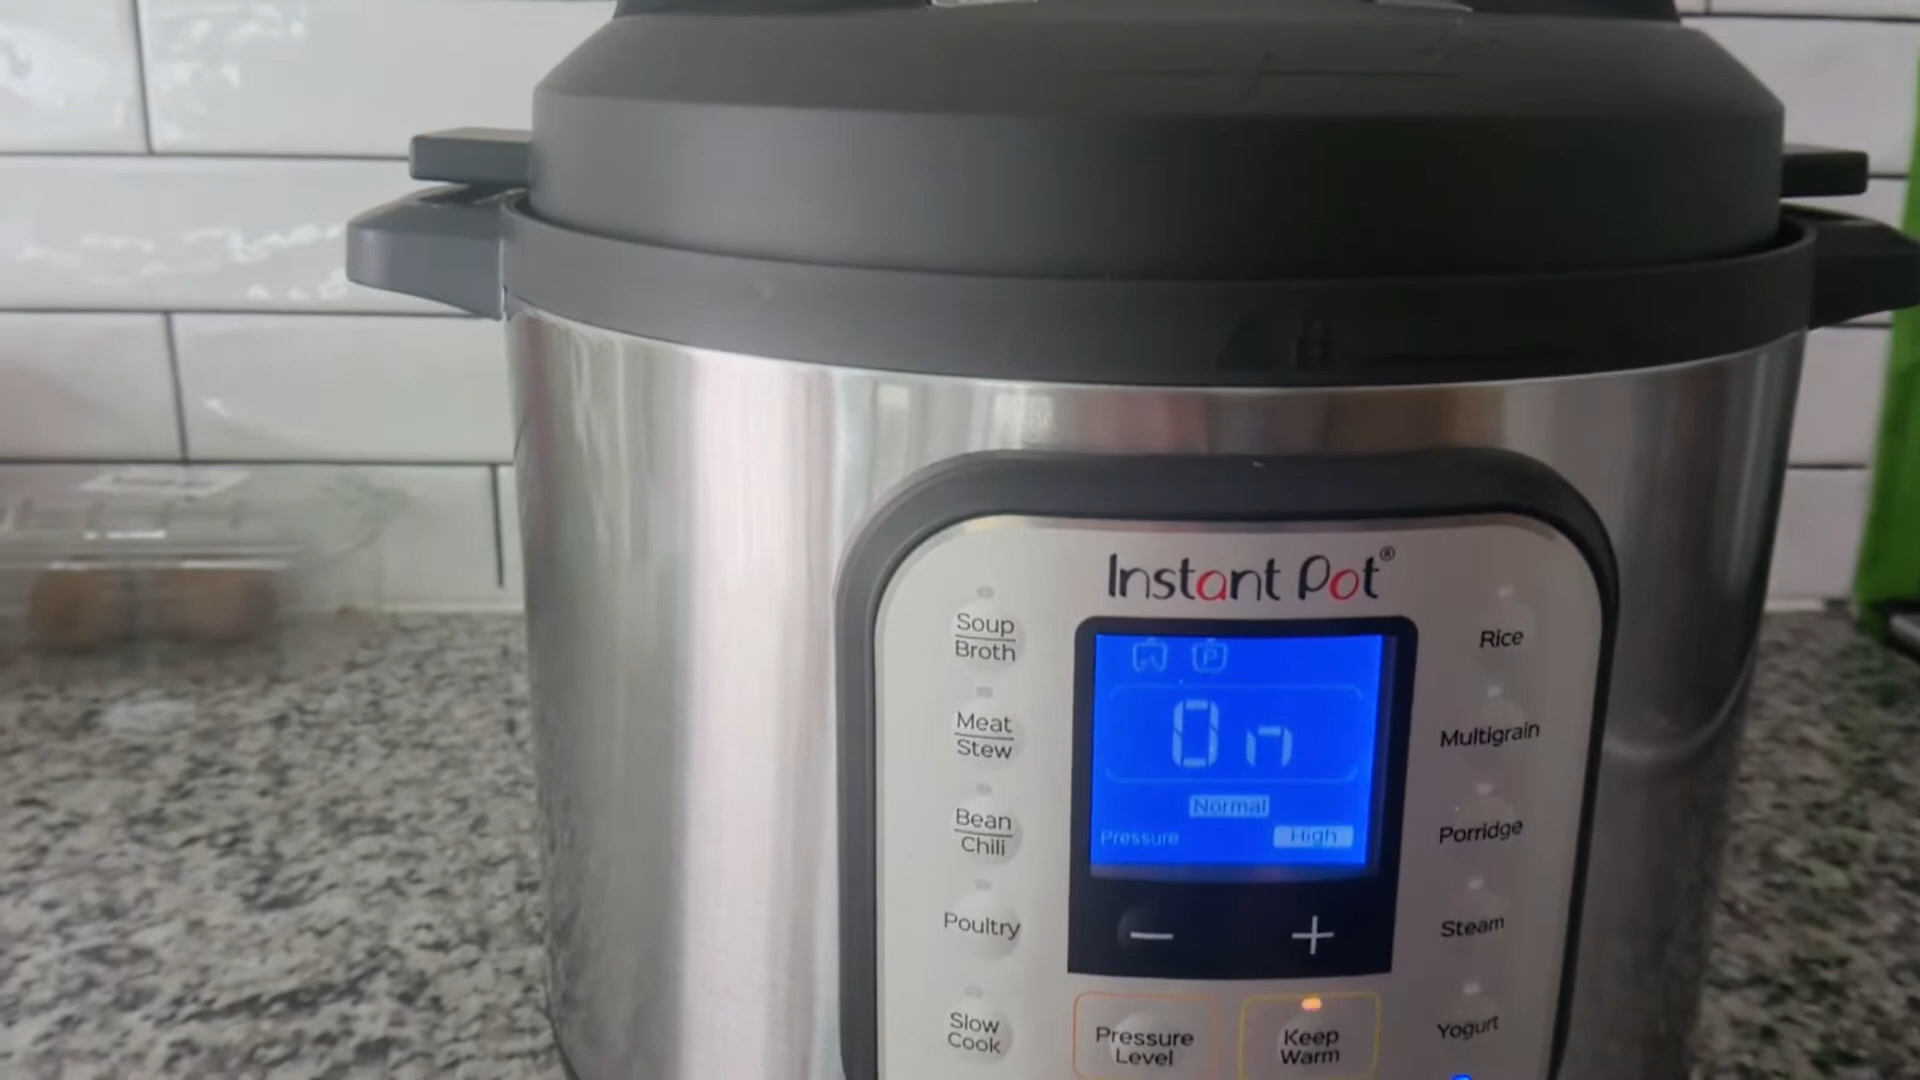 Instant Pot®
Soup
Broth
Meat
Stew
Bean
Chili
Poultry
Slow
Cook
P
On
Normal
Pressure High
− +
Pressure
Level
Keep
Warm
Rice
Multigrain
Porridge
Steam
Yogurt